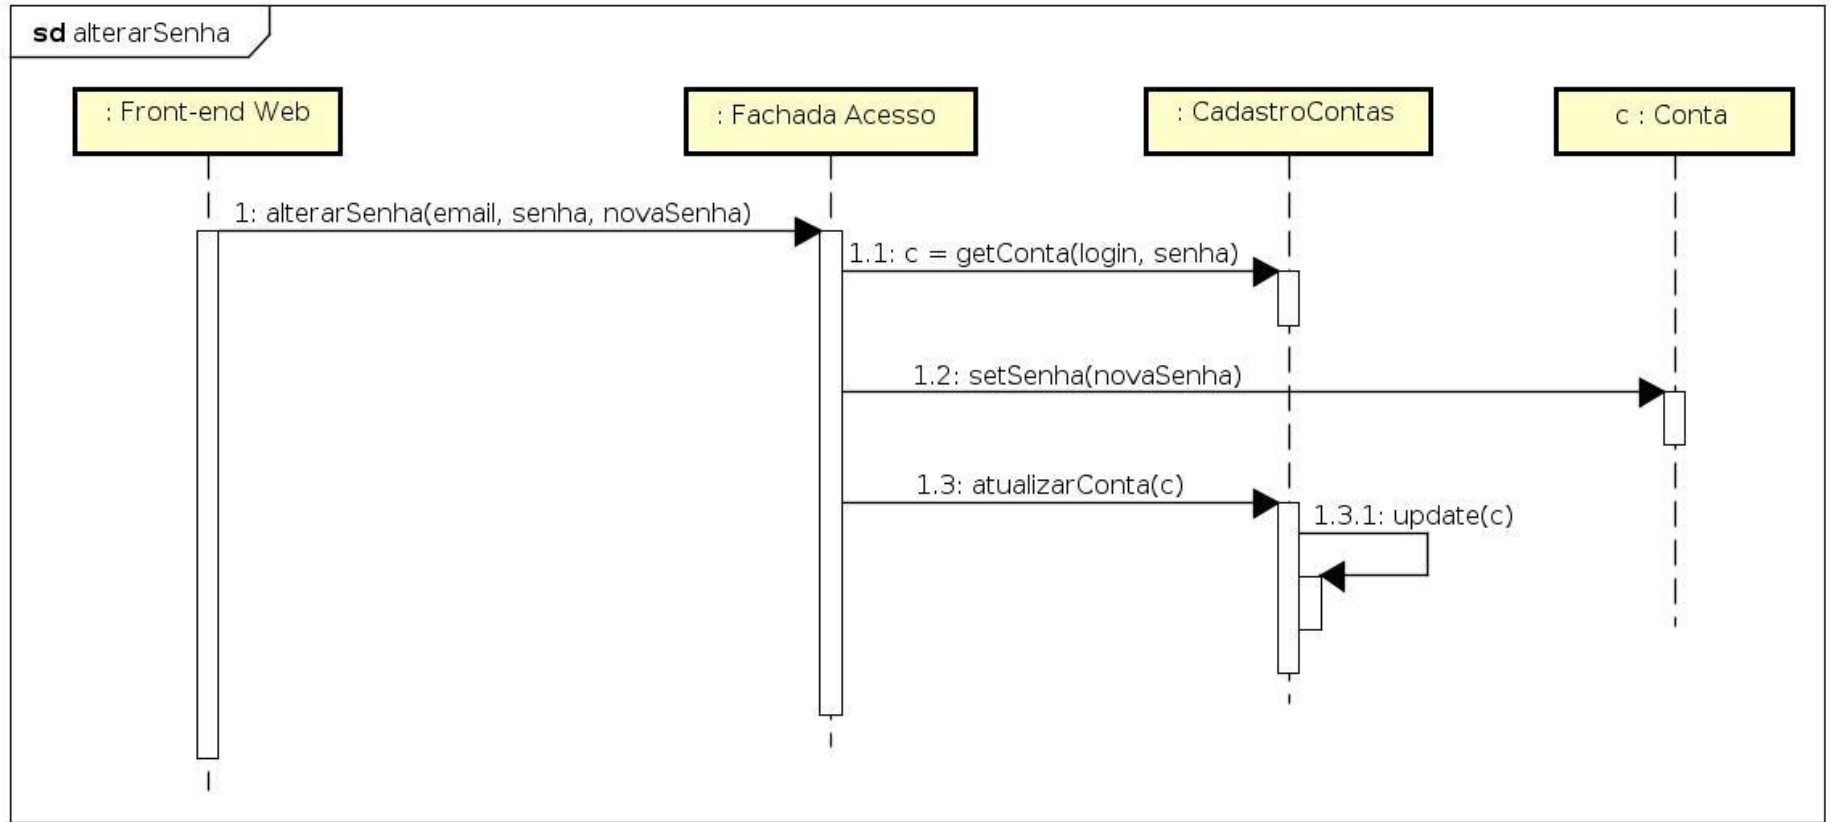 sd alterarSenha
: Front-end Web
: Fachada Acesso
: CadastroContas
c : Conta
1: alterarSenha(email, senha, novaSenha)
1.1: c = getConta(login, senha)
1.2: setSenha(novaSenha)
1.3: atualizarConta(c)
1.3.1: update(c)